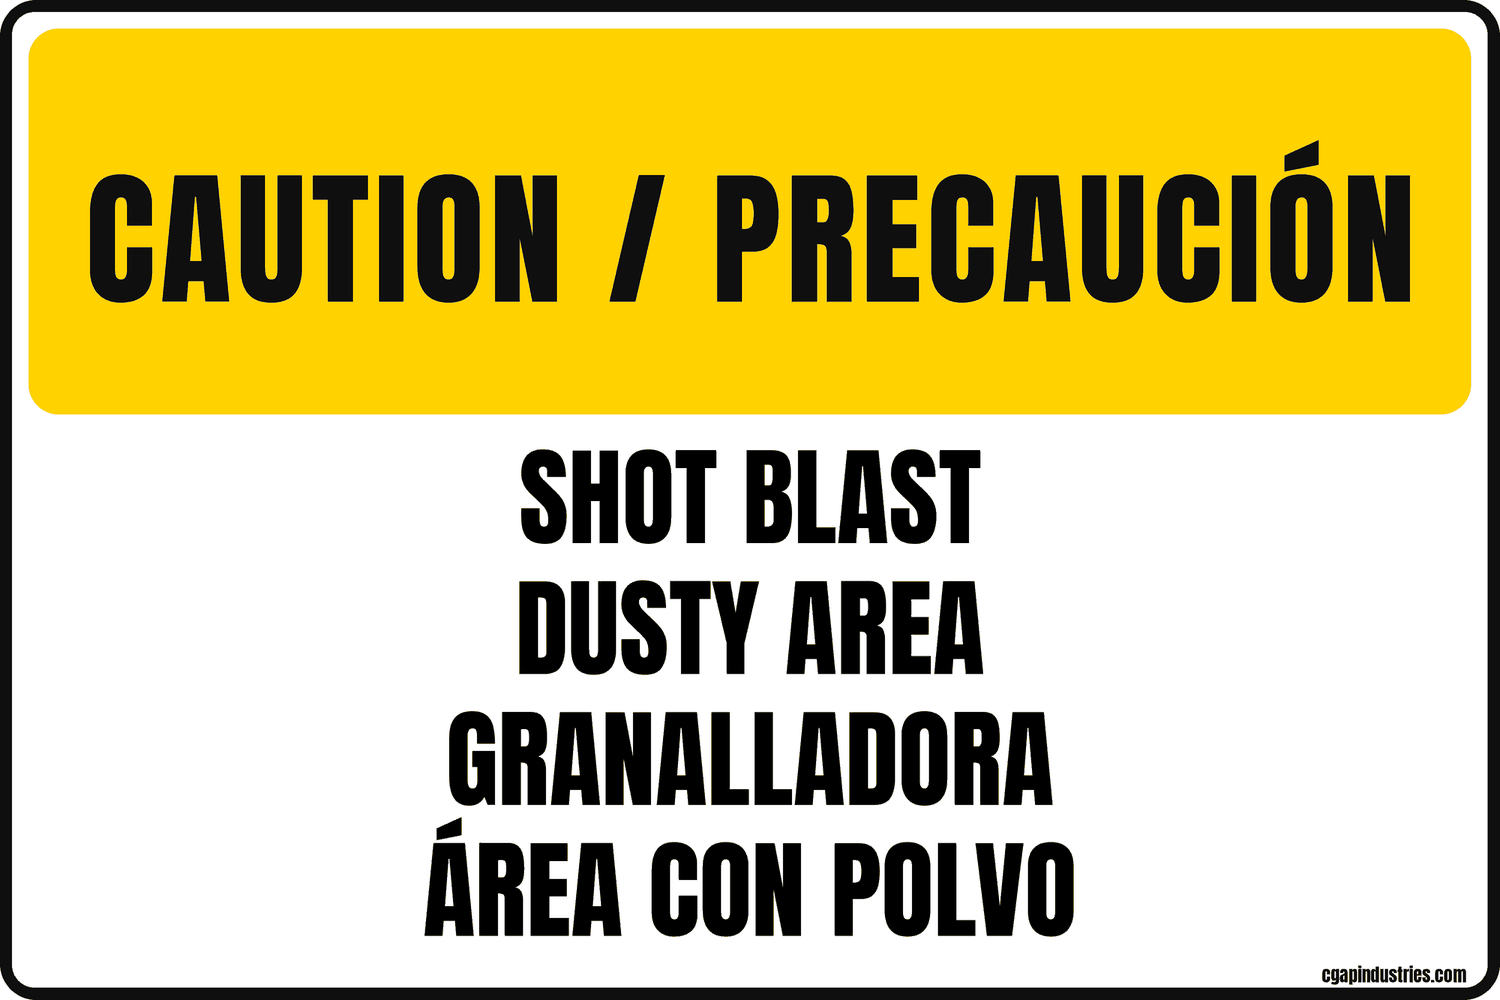 CAUTION / PRECAUCIÓN
SHOT BLAST
DUSTY AREA
GRANALLADORA
ÁREA CON POLVO
cgapindustries.com